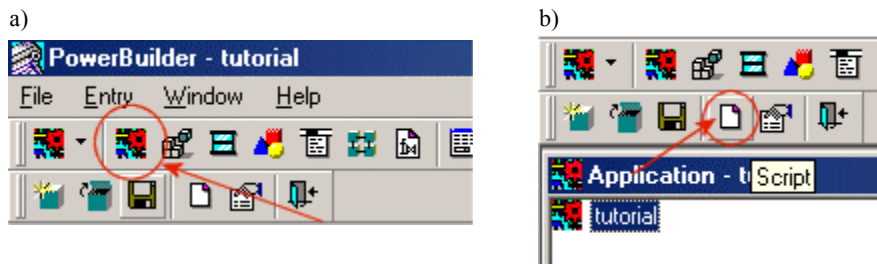 a)
PowerBuilder - tutorial
File Entry Window Help
b)
Application - t
Script
tutorial